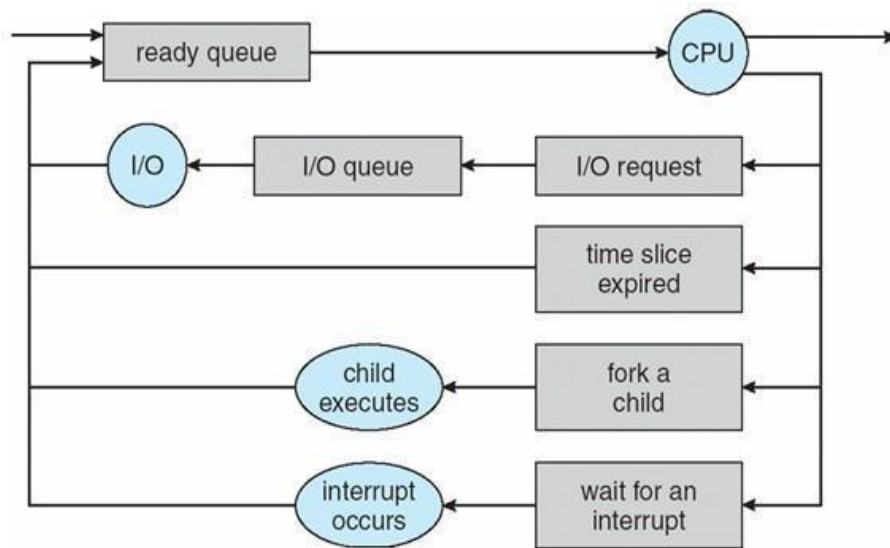 ready queue
CPU
I/O
I/O queue
I/O request
time slice
expired
child
executes
fork a
child
interrupt
occurs
wait for an
interrupt